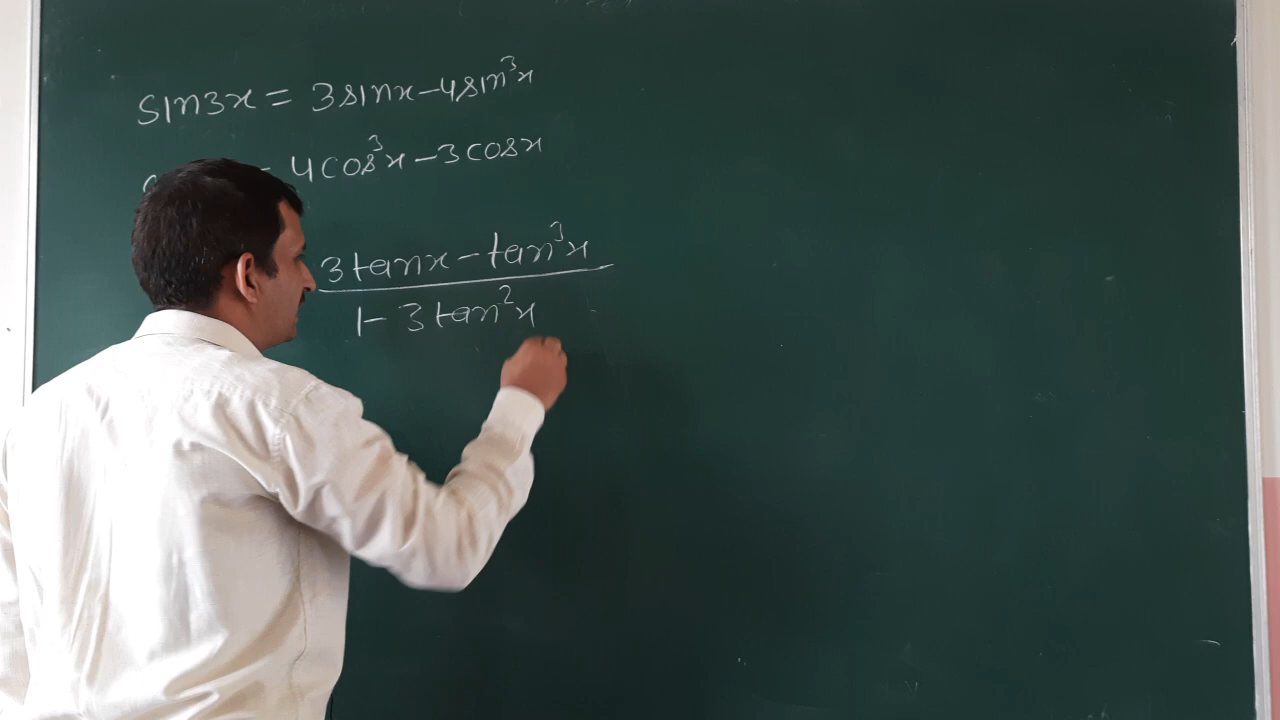 sin3x = 3sinx-4sin³x
= 4cos³x-3cosx
3tanx-tan³x
1-3tan²x